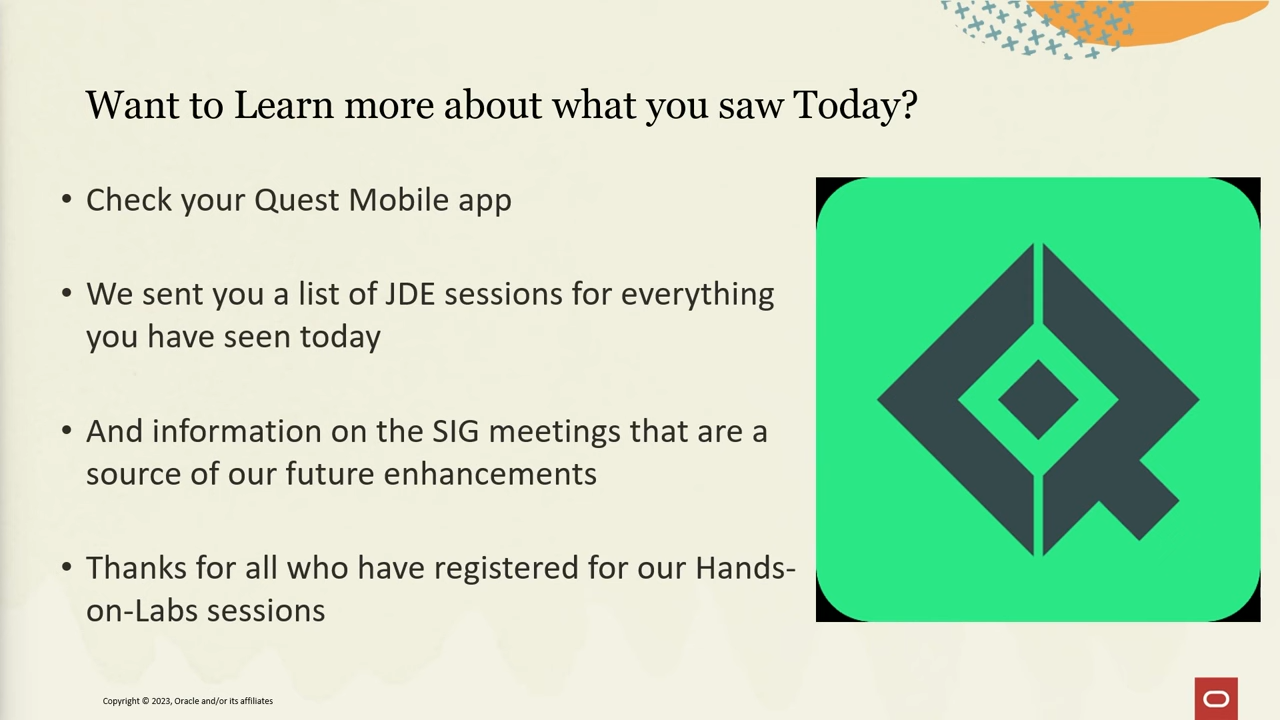 Want to Learn more about what you saw Today?
• Check your Quest Mobile app
• We sent you a list of JDE sessions for everything
you have seen today
• And information on the SIG meetings that are a
source of our future enhancements
• Thanks for all who have registered for our Hands-
on-Labs sessions
Copyright © 2023, Oracle and/or its affiliates